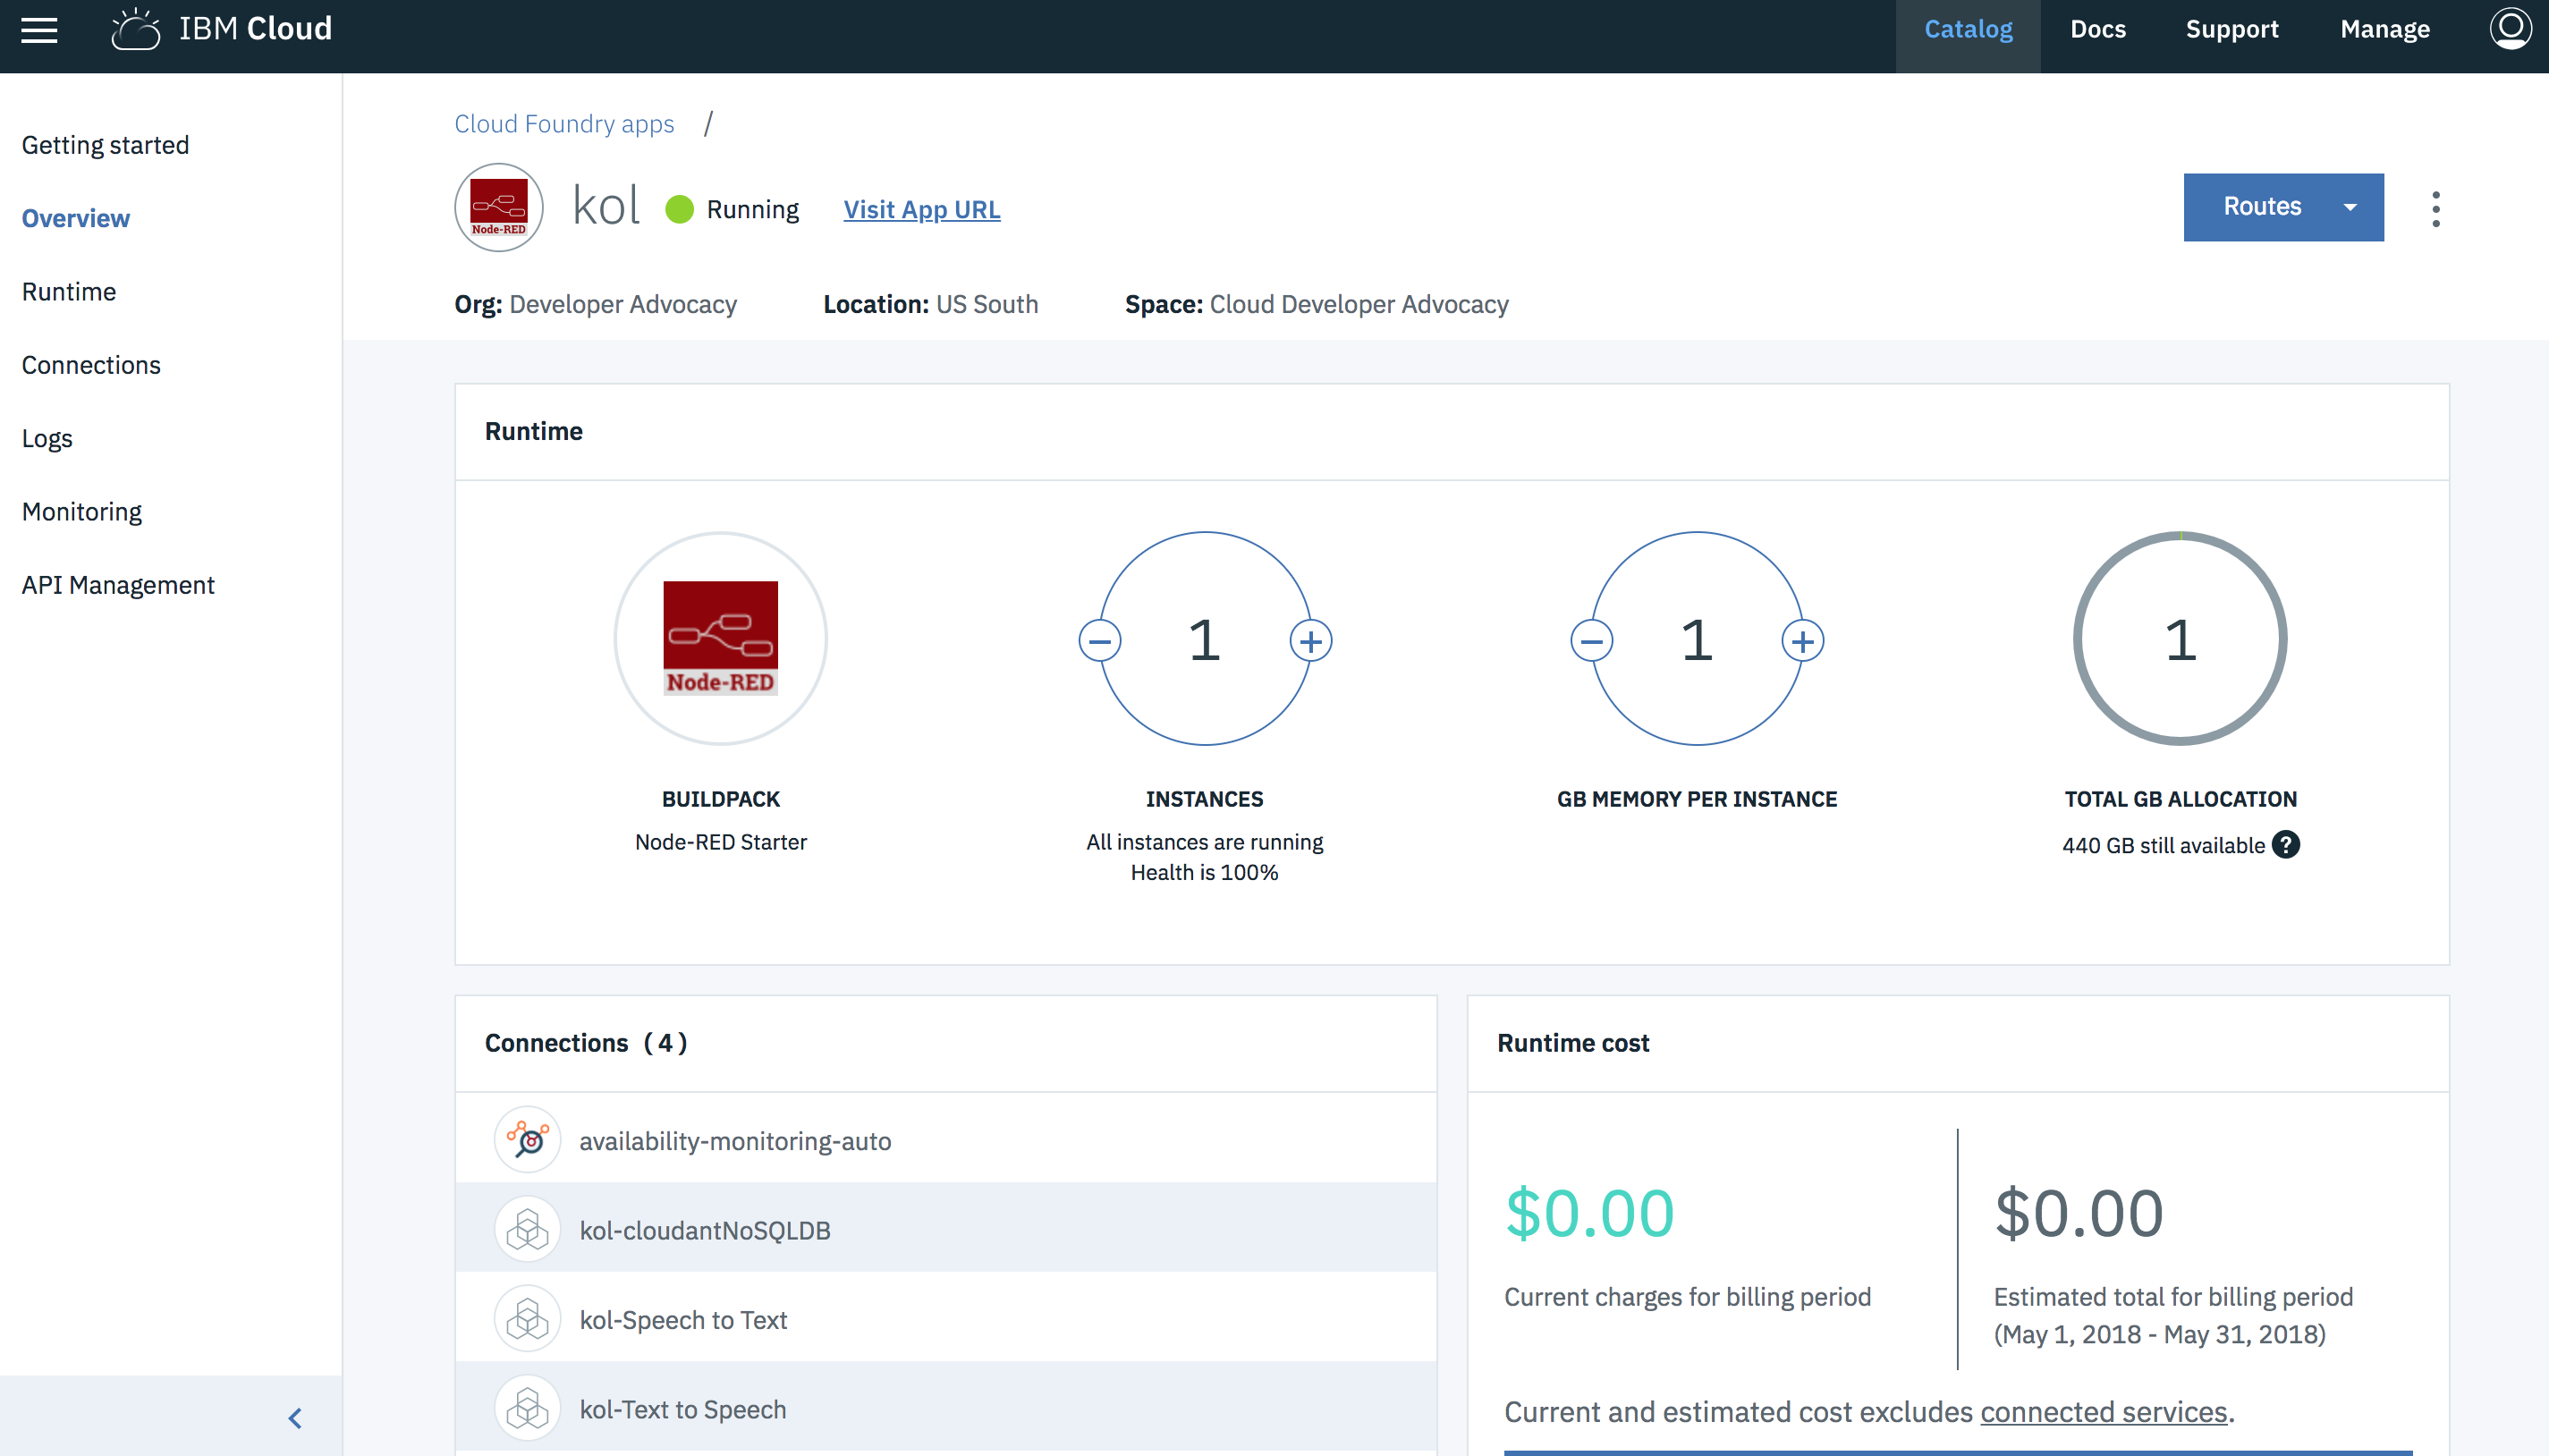 IBM Cloud
Catalog
Docs
Support
Manage
Getting started
Overview
Runtime
Connections
Logs
Monitoring
API Management
Cloud Foundry apps /
Node-RED
kol
Running
Visit App URL
Routes
Org: Developer Advocacy
Location: US South
Space: Cloud Developer Advocacy
Runtime
Node-RED
BUILDPACK
Node-RED Starter
1
INSTANCES
All instances are running
Health is 100%
1
GB MEMORY PER INSTANCE
1
TOTAL GB ALLOCATION
440 GB still available ?
Connections (4)
availability-monitoring-auto
kol-cloudantNoSQLDB
kol-Speech to Text
kol-Text to Speech
Runtime cost
$0.00
Current charges for billing period
$0.00
Estimated total for billing period
(May 1, 2018 - May 31, 2018)
Current and estimated cost excludes connected services.